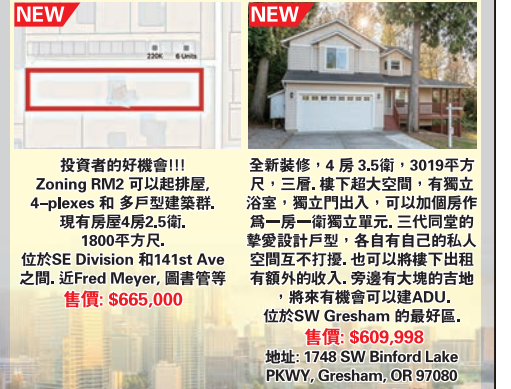 NEW
220K 6 Units
投資者的好機會!!!
Zoning RM2 可以起排屋,
4–plexes 和 多戶型建築群.
現有房屋4房2.5衛.
1800平方尺.
位於SE Division 和141st Ave
之間. 近Fred Meyer, 圖書管等
售價: $665,000
NEW
全新裝修，4 房 3.5衛，3019平方
尺，三層. 樓下超大空間，有獨立
浴室，獨立門出入，可以加個房作
爲一房一衛獨立單元. 三代同堂的
摯愛設計戶型，各自有自己的私人
空間互不打擾. 也可以將樓下出租
有額外的收入. 旁邊有大塊的吉地
，將來有機會可以建ADU.
位於SW Gresham 的最好區.
售價: $609,998
地址: 1748 SW Binford Lake
PKWY, Gresham, OR 97080